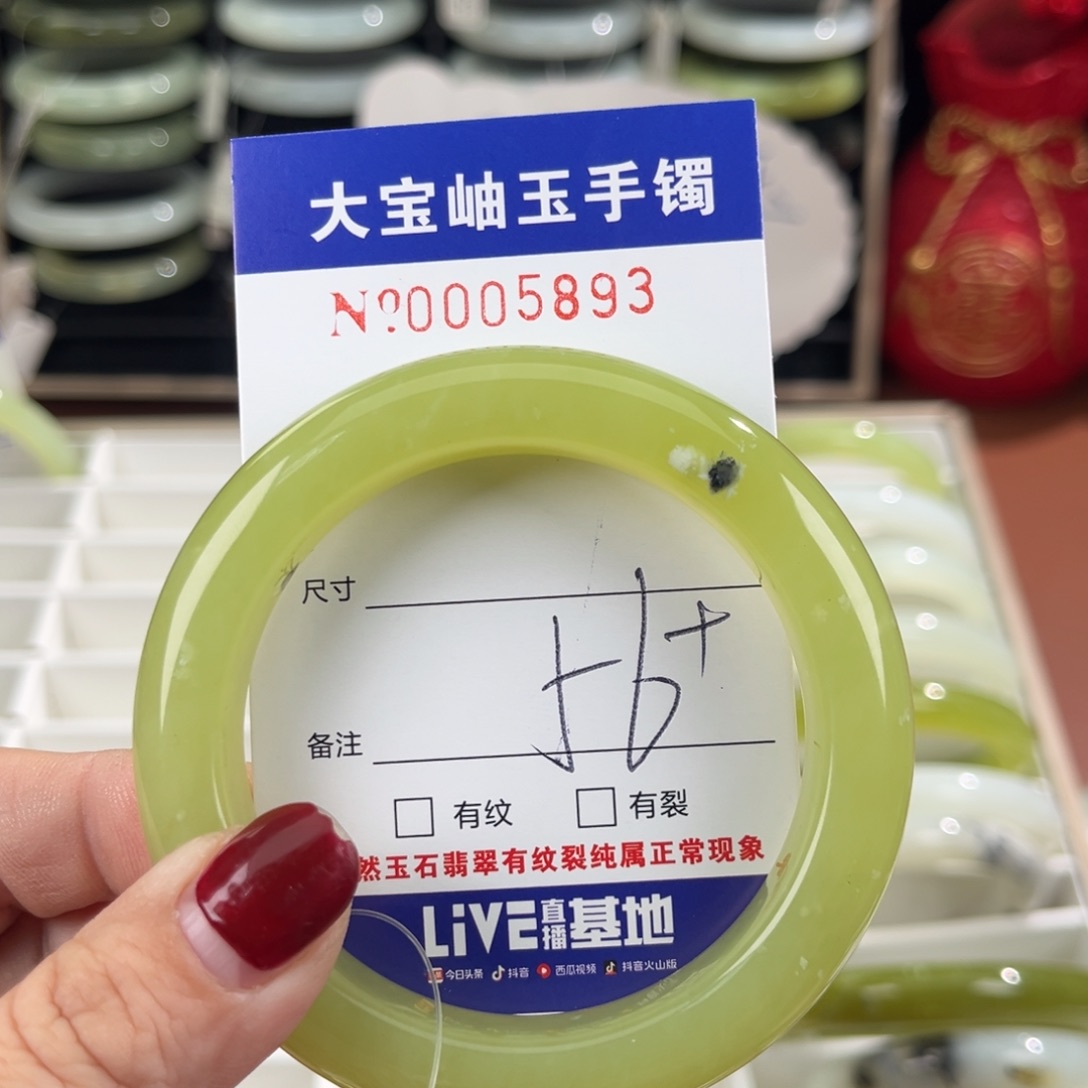 大宝岫玉手镯
Nº0005893
尺寸
56+
备注
有纹 有裂
然玉石翡翠有纹裂纯属正常现象
LiVE直播基地
今日头条 抖音 西瓜视频 抖音火山版